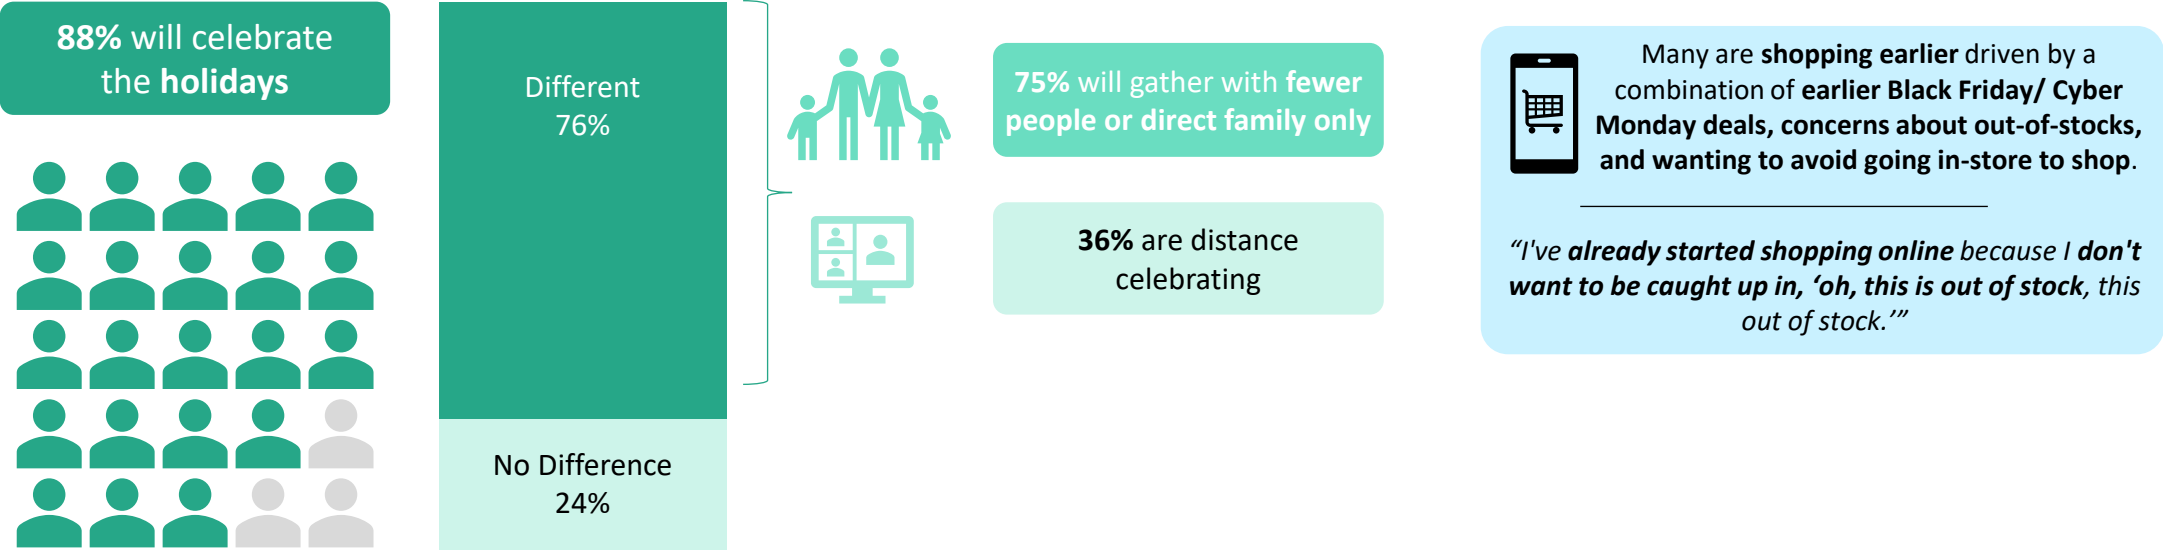 88% will celebrate
the holidays
Different
76%
No Difference
24%
75% will gather with fewer
people or direct family only
36% are distance
celebrating
Many are shopping earlier driven by a
combination of earlier Black Friday/ Cyber
Monday deals, concerns about out-of-stocks,
and wanting to avoid going in-store to shop.
“I've already started shopping online because I don't
want to be caught up in, ‘oh, this is out of stock, this
out of stock.’”